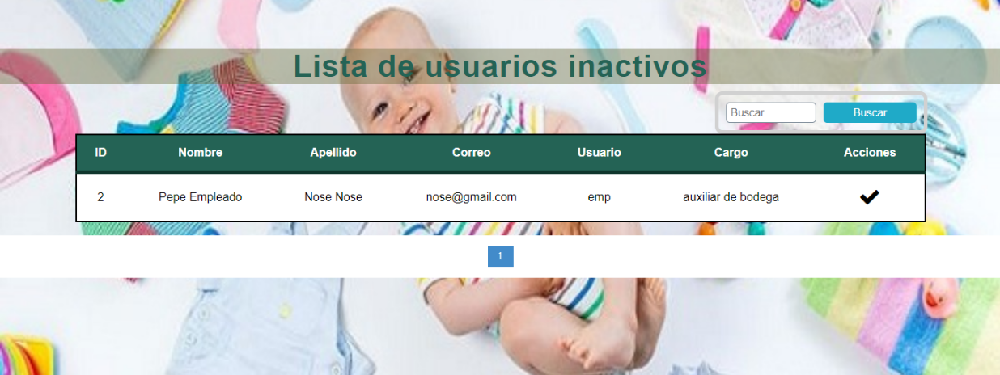 Lista de usuarios inactivos
Buscar Buscar
ID Nombre Apellido Correo Usuario Cargo Acciones
2 Pepe Empleado Nose Nose nose@gmail.com emp auxiliar de bodega
1